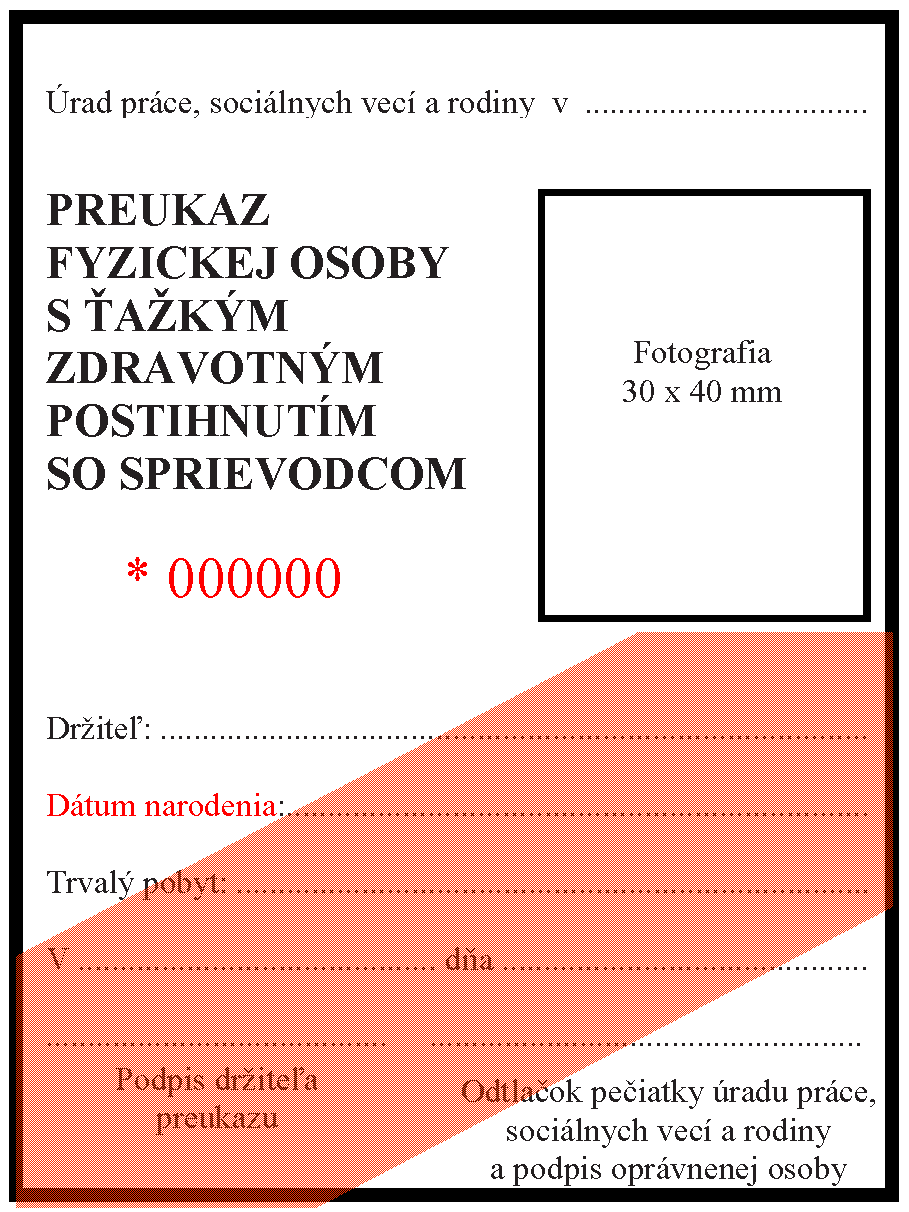 Úrad práce, sociálnych vecí a rodiny v ..................................
PREUKAZ
FYZICKEJ OSOBY
S ŤAŽKÝM
ZDRAVOTNÝM
POSTIHNUTÍM
SO SPRIEVODCOM
Fotografia
30 x 40 mm
* 000000
Držiteľ: .....................................................................................
Dátum narodenia:......................................................................
Trvalý pobyt: ............................................................................
V ........................................... dňa ............................................
......................................... ....................................................
Podpis držiteľa
preukazu
Odtlačok pečiatky úradu práce,
sociálnych vecí a rodiny
a podpis oprávnenej osoby